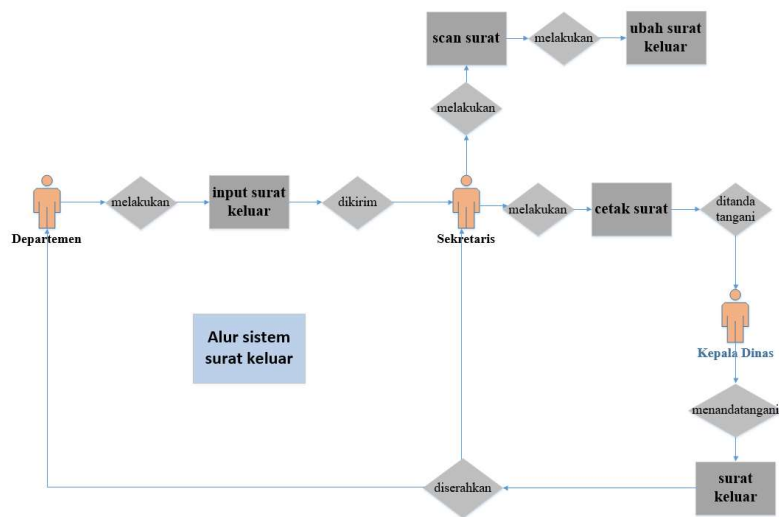 scan surat
melakukan
ubah surat
keluar
melakukan
Departemen
melakukan
input surat
keluar
dikirim
Sekretaris
melakukan
cetak surat
ditanda
tangani
Alur sistem
surat keluar
Kepala Dinas
menandatangani
diserahkan
surat
keluar